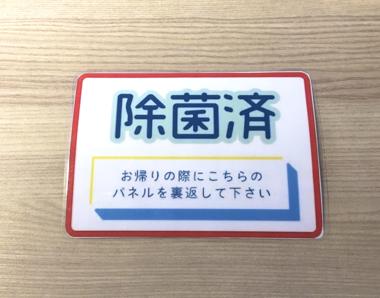 除菌済
お帰りの際にこちらの
パネルを裏返して下さい